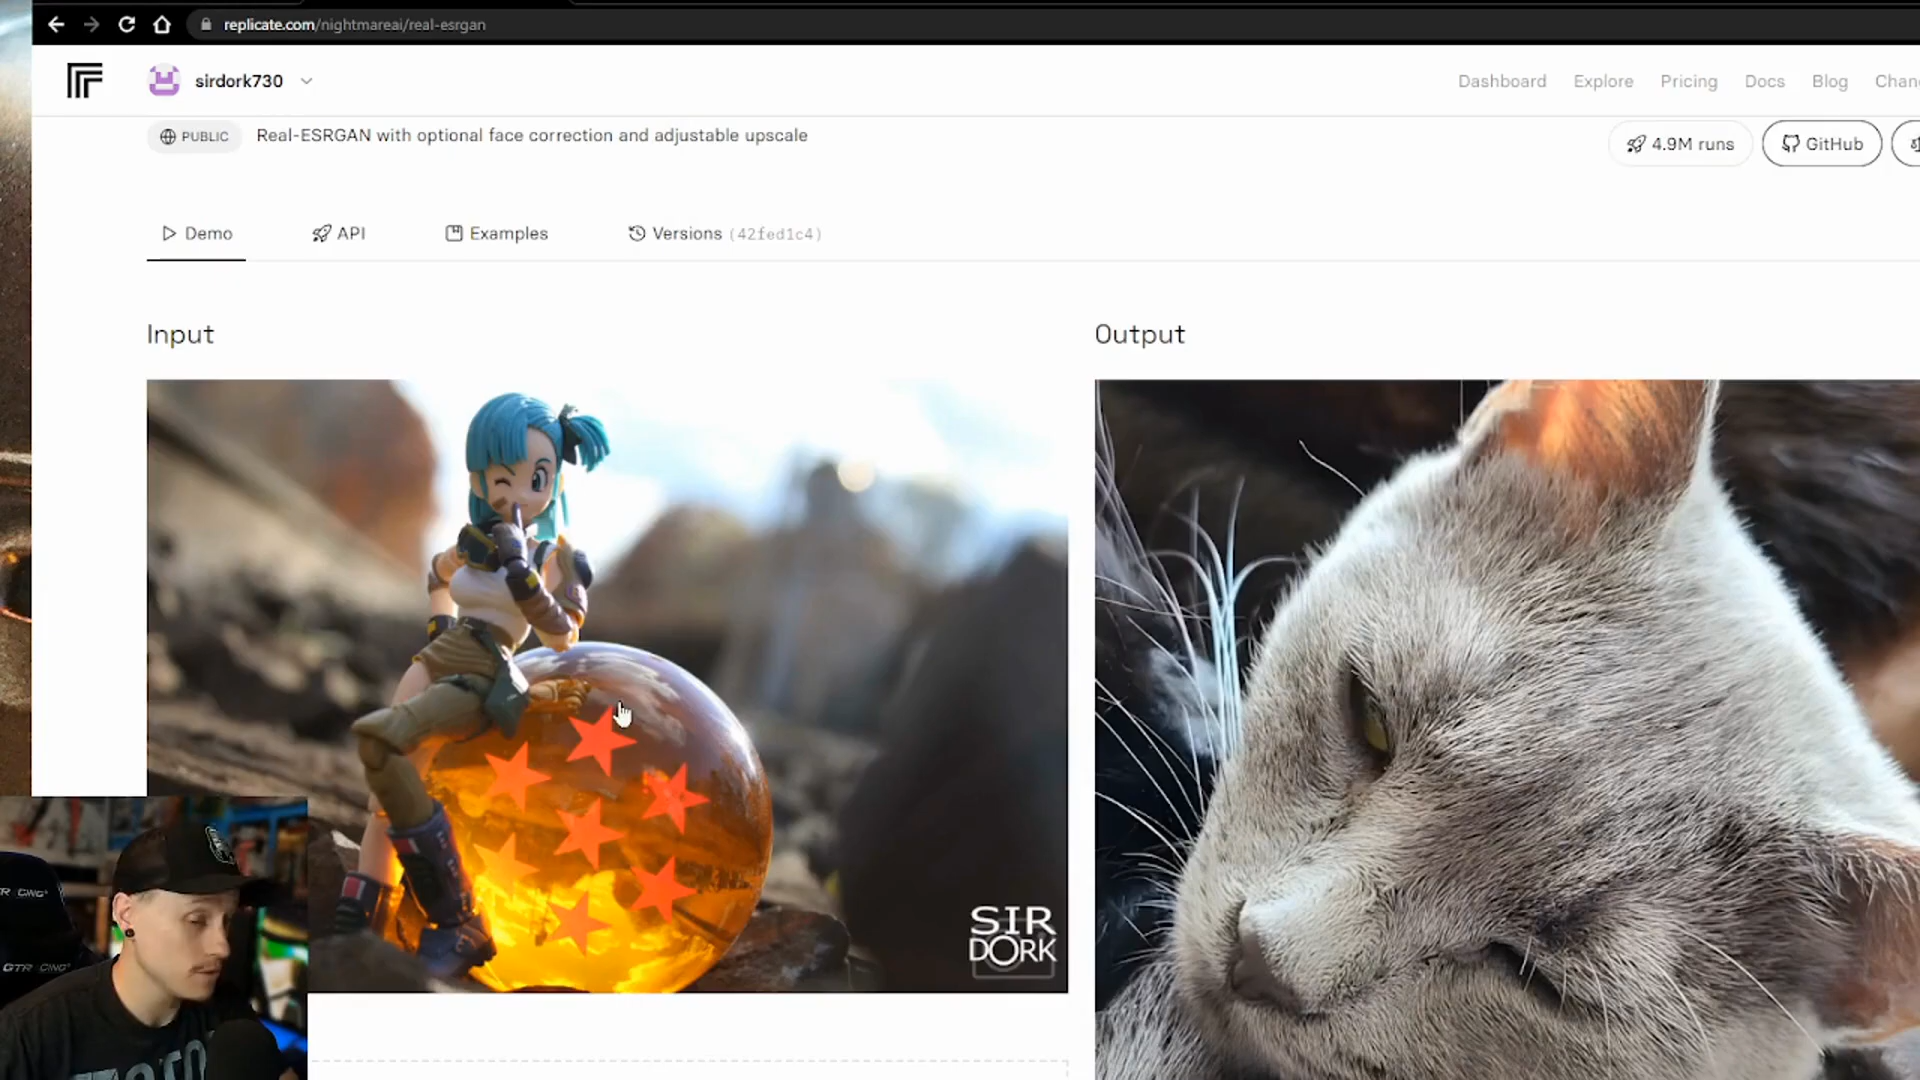 replicate.com/nightmareai/real-esrgan
sirdork730
Dashboard Explore Pricing Docs Blog
PUBLIC Real-ESRGAN with optional face correction and adjustable upscale
4.9M runs GitHub
Demo API Examples Versions (42fed1c4)
Input Output
SIR
DORK